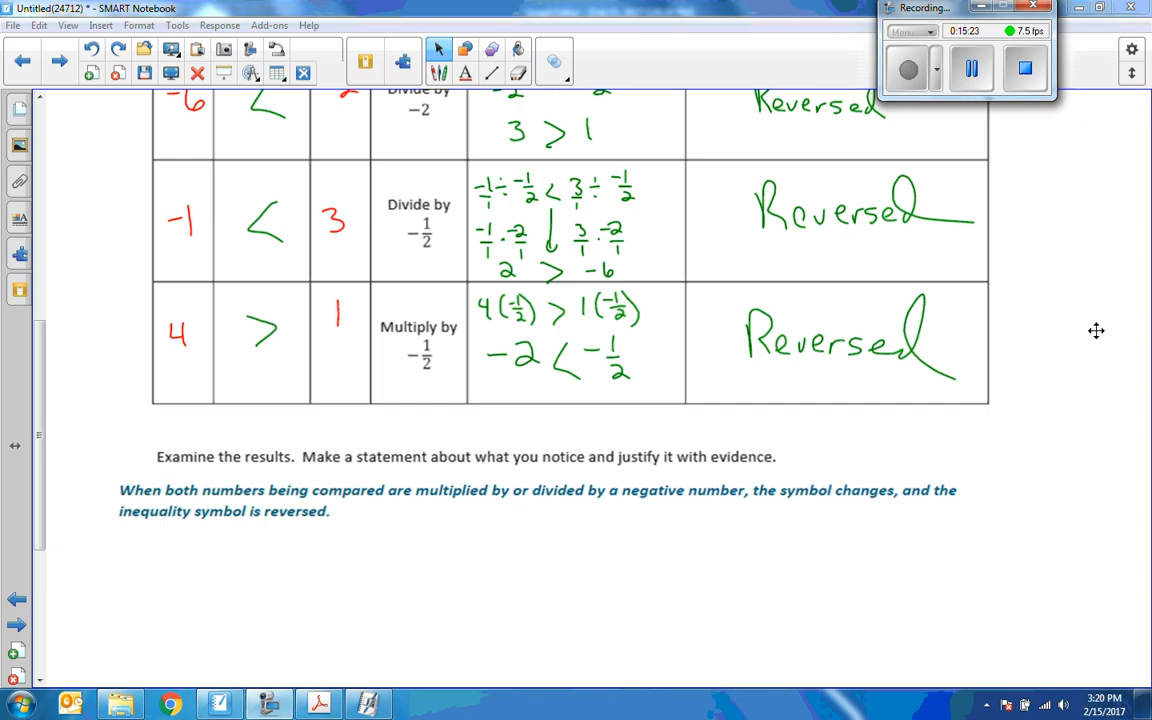 Untitled(24712) * - SMART Notebook
Recording...
File Edit View Insert Format Tools Response Add-ons Help
Menu 0:15:23 7.5 fps
-6 < 2 Divide by -2 Reversed
3 > 1
-1 < 3 Divide by -1/2 -1/1 ÷ -1/2 < 3/1 ÷ -1/2 Reversed
-1/1 · -2/1 3/1 · -2/1
2 > -6
4 > 1 Multiply by -1/2 4(-1/2) > 1(-1/2) Reversed
-2 < -1/2
Examine the results. Make a statement about what you notice and justify it with evidence.
When both numbers being compared are multiplied by or divided by a negative number, the symbol changes, and the
inequality symbol is reversed.
3:20 PM
2/15/2017